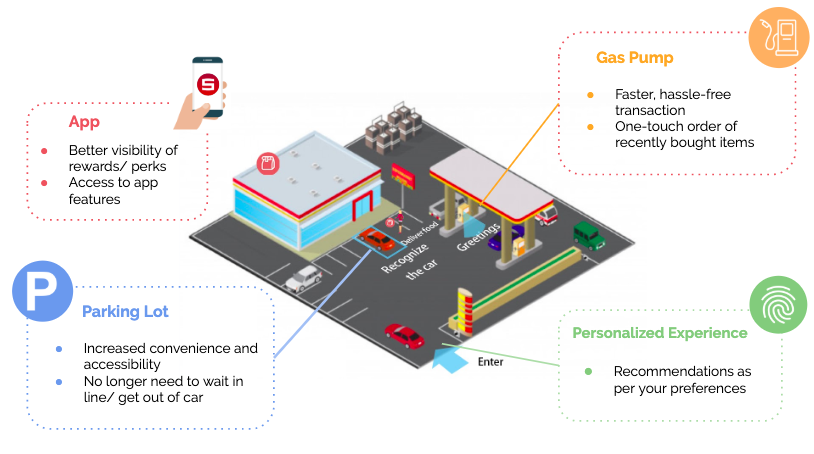 Gas Pump
Faster, hassle-free
transaction
One-touch order of
recently bought items
App
Better visibility of
rewards/ perks
Access to app
features
S
Deliver food
Recognize
the car
Greetings
P
Parking Lot
Increased convenience and
accessibility
No longer need to wait in
line/ get out of car
Enter
Personalized Experience
Recommendations as
per your preferences